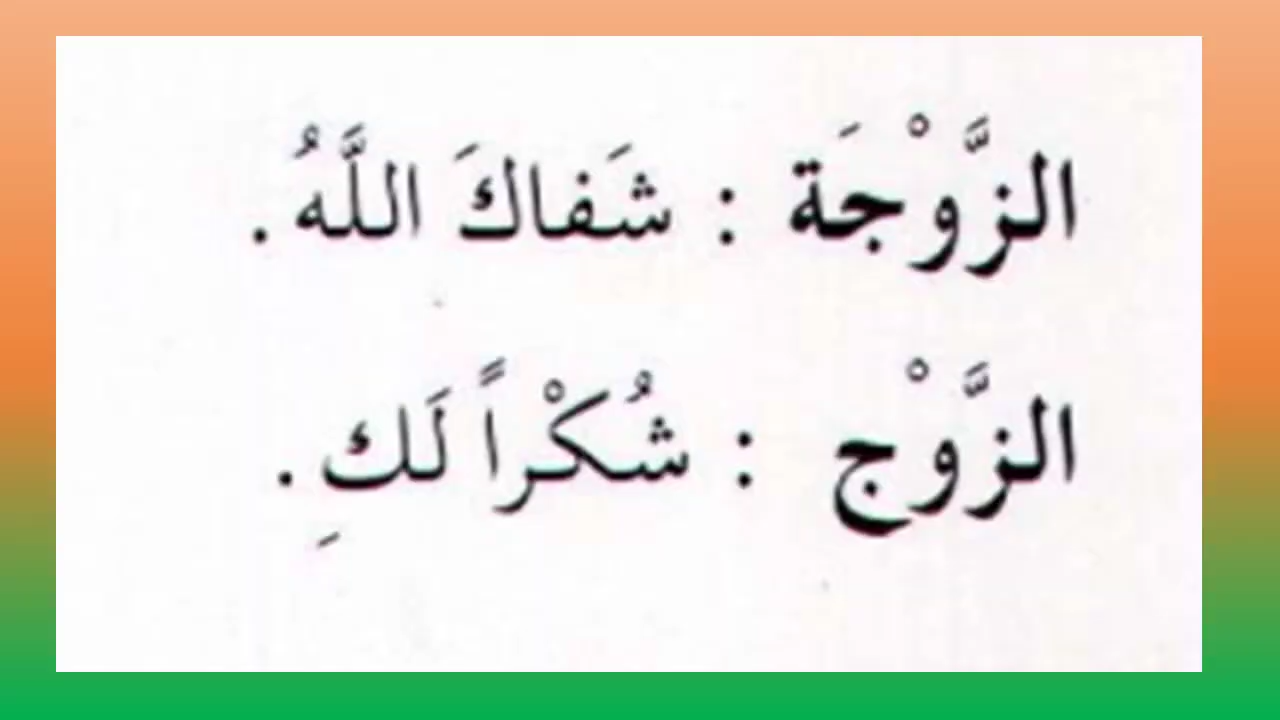 الزَّوْجَة : شَفاكَ اللَّهُ .
الزَّوْج : شُكْراً لَكِ .